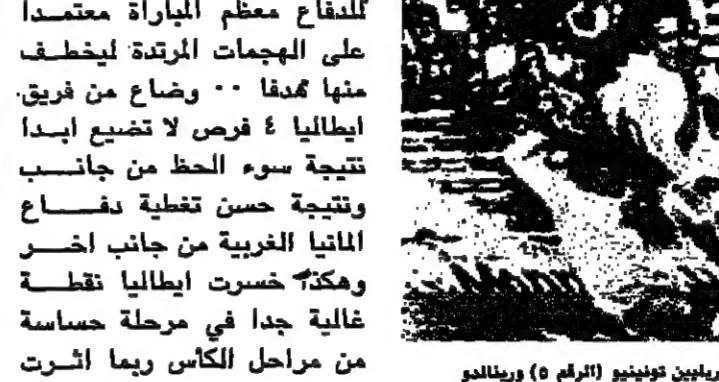 للدفاع معظم المباراة معتمدا
على الهجمات المرتدة ليخطف
منها هدفا ٠٠ وضاع من فريق
ايطاليا ٤ فرص لا تضيع ابدا
نتيجة سوء الحظ من جانب
ونتيجة حسن تغطية دفاع
المانيا الغربية من جانب اخر
وهكذا خسرت ايطاليا نقطة
غالية جدا في مرحلة حساسة
من مراحل الكأس ربما اثرت
تونينيو (الرقم ٥) ورينالدو